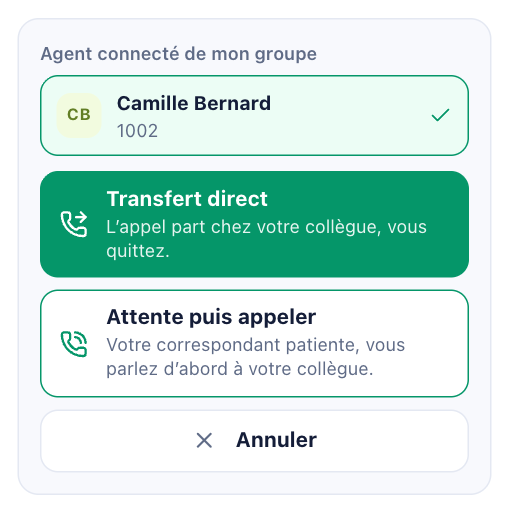 Agent connecté de mon groupe
CB
Camille Bernard
1002
Transfert direct
L’appel part chez votre collègue, vous
quittez.
Attente puis appeler
Votre correspondant patiente, vous
parlez d’abord à votre collègue.
Annuler